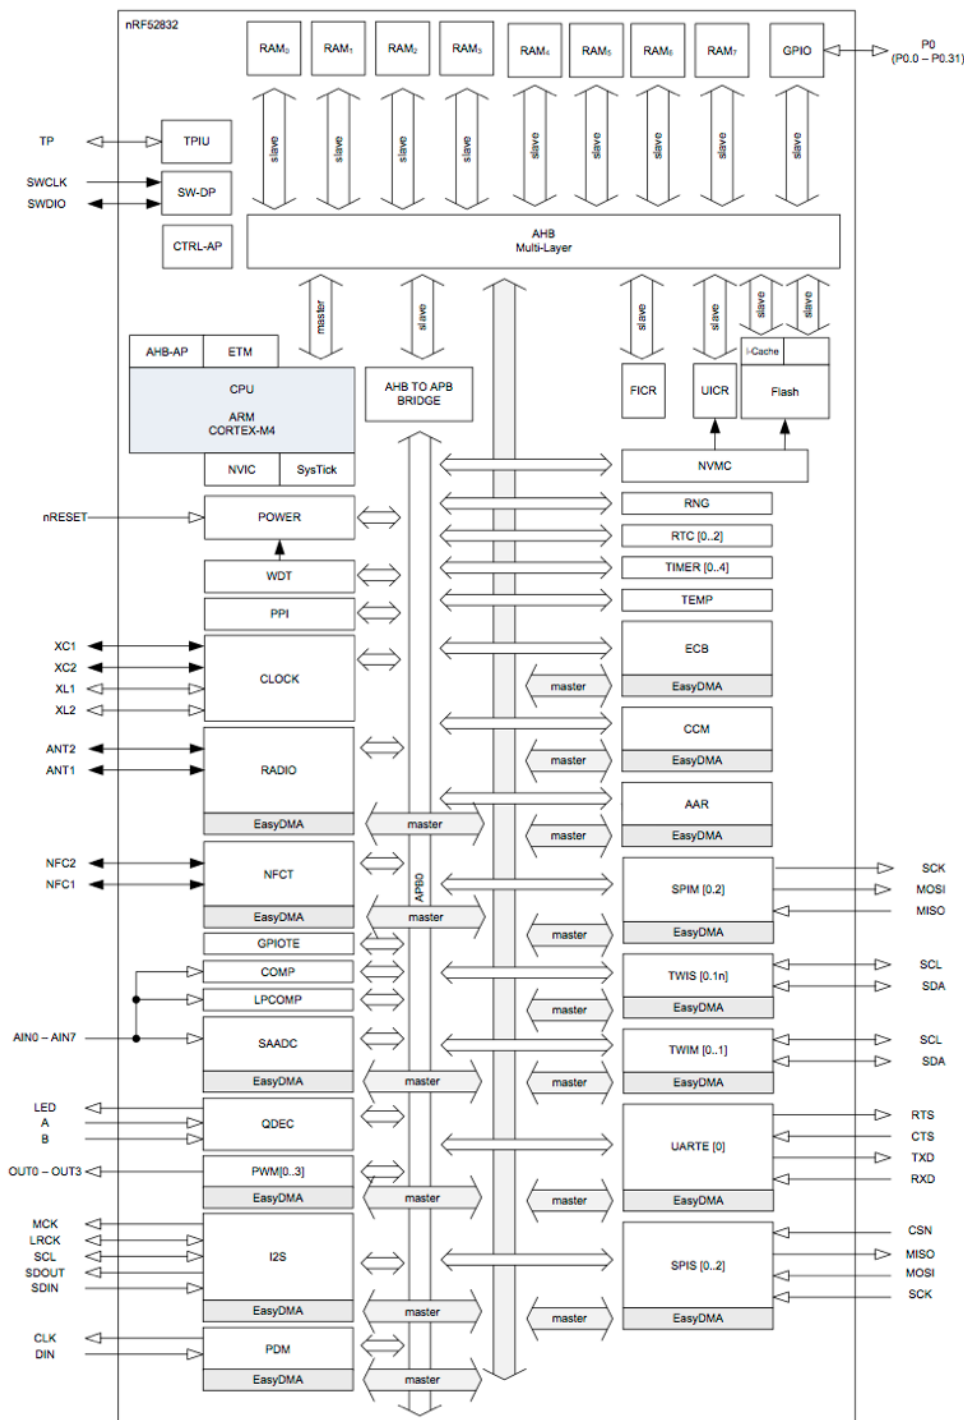 nRF52832
RAM0 RAM1 RAM2 RAM3 RAM4 RAM5 RAM6 RAM7 GPIO
P0
(P0.0 – P0.31)
slave slave slave slave slave slave slave slave slave
TP
TPIU
SWCLK
SWDIO
SW-DP
CTRL-AP
AHB
Multi-Layer
master slave slave slave slave slave
AHB-AP ETM
CPU
ARM
CORTEX-M4
NVIC SysTick
AHB TO APB
BRIDGE
FICR
UICR
I-Cache
Flash
NVMC
nRESET
POWER
RNG
RTC [0..2]
WDT
TIMER [0..4]
PPI
TEMP
XC1
XC2
XL1
XL2
CLOCK
ECB
master EasyDMA
ANT2
ANT1
RADIO
EasyDMA master
CCM
master EasyDMA
AAR
master EasyDMA
NFC2
NFC1
NFCT
EasyDMA master
APB0
SPIM [0.2]
master EasyDMA
SCK
MOSI
MISO
GPIOTE
COMP
LPCOMP
AIN0 – AIN7
SAADC
EasyDMA master
TWIS [0.1n]
master EasyDMA
SCL
SDA
TWIM [0..1]
master EasyDMA
SCL
SDA
LED
A
B
QDEC
OUT0 – OUT3
PWM[0..3]
EasyDMA master
UARTE [0]
master EasyDMA
RTS
CTS
TXD
RXD
MCK
LRCK
SCL
SDOUT
SDIN
I2S
EasyDMA master
SPIS [0..2]
master EasyDMA
CSN
MISO
MOSI
SCK
CLK
DIN
PDM
EasyDMA master